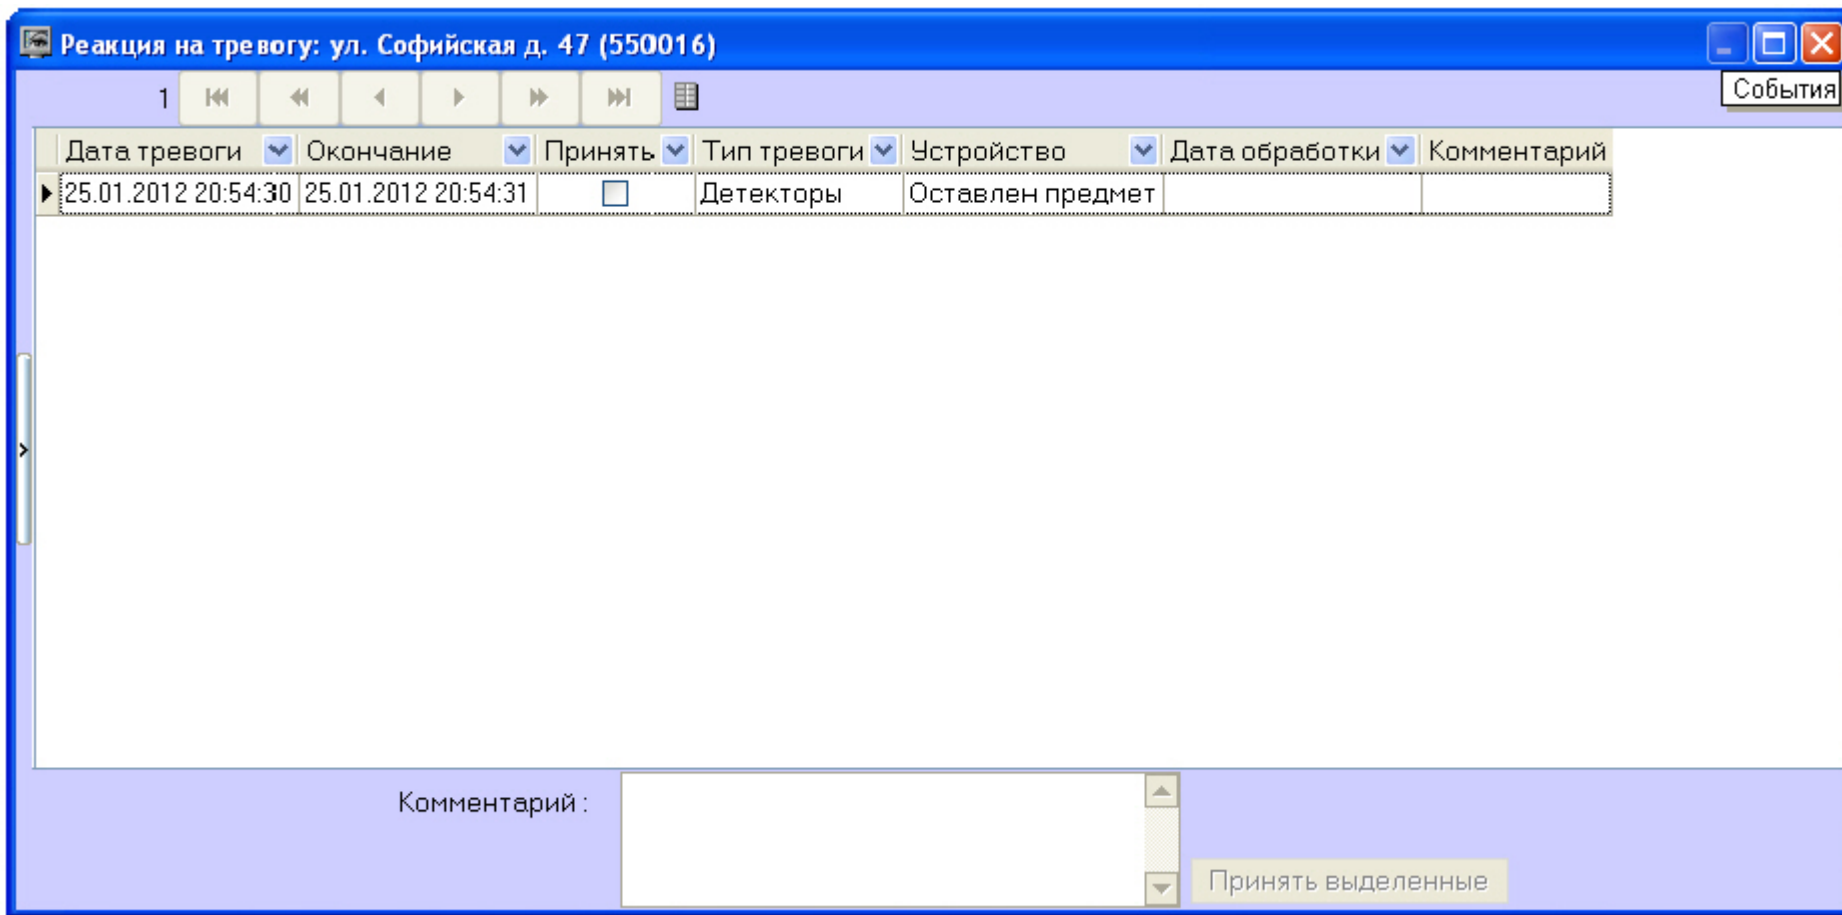 Реакция на тревогу: ул. Софийская д. 47 (550016)
1
События
Дата тревоги Окончание Принять Тип тревоги Устройство Дата обработки Комментарий
25.01.2012 20:54:30 25.01.2012 20:54:31 Детекторы Оставлен предмет
Комментарий :
Принять выделенные